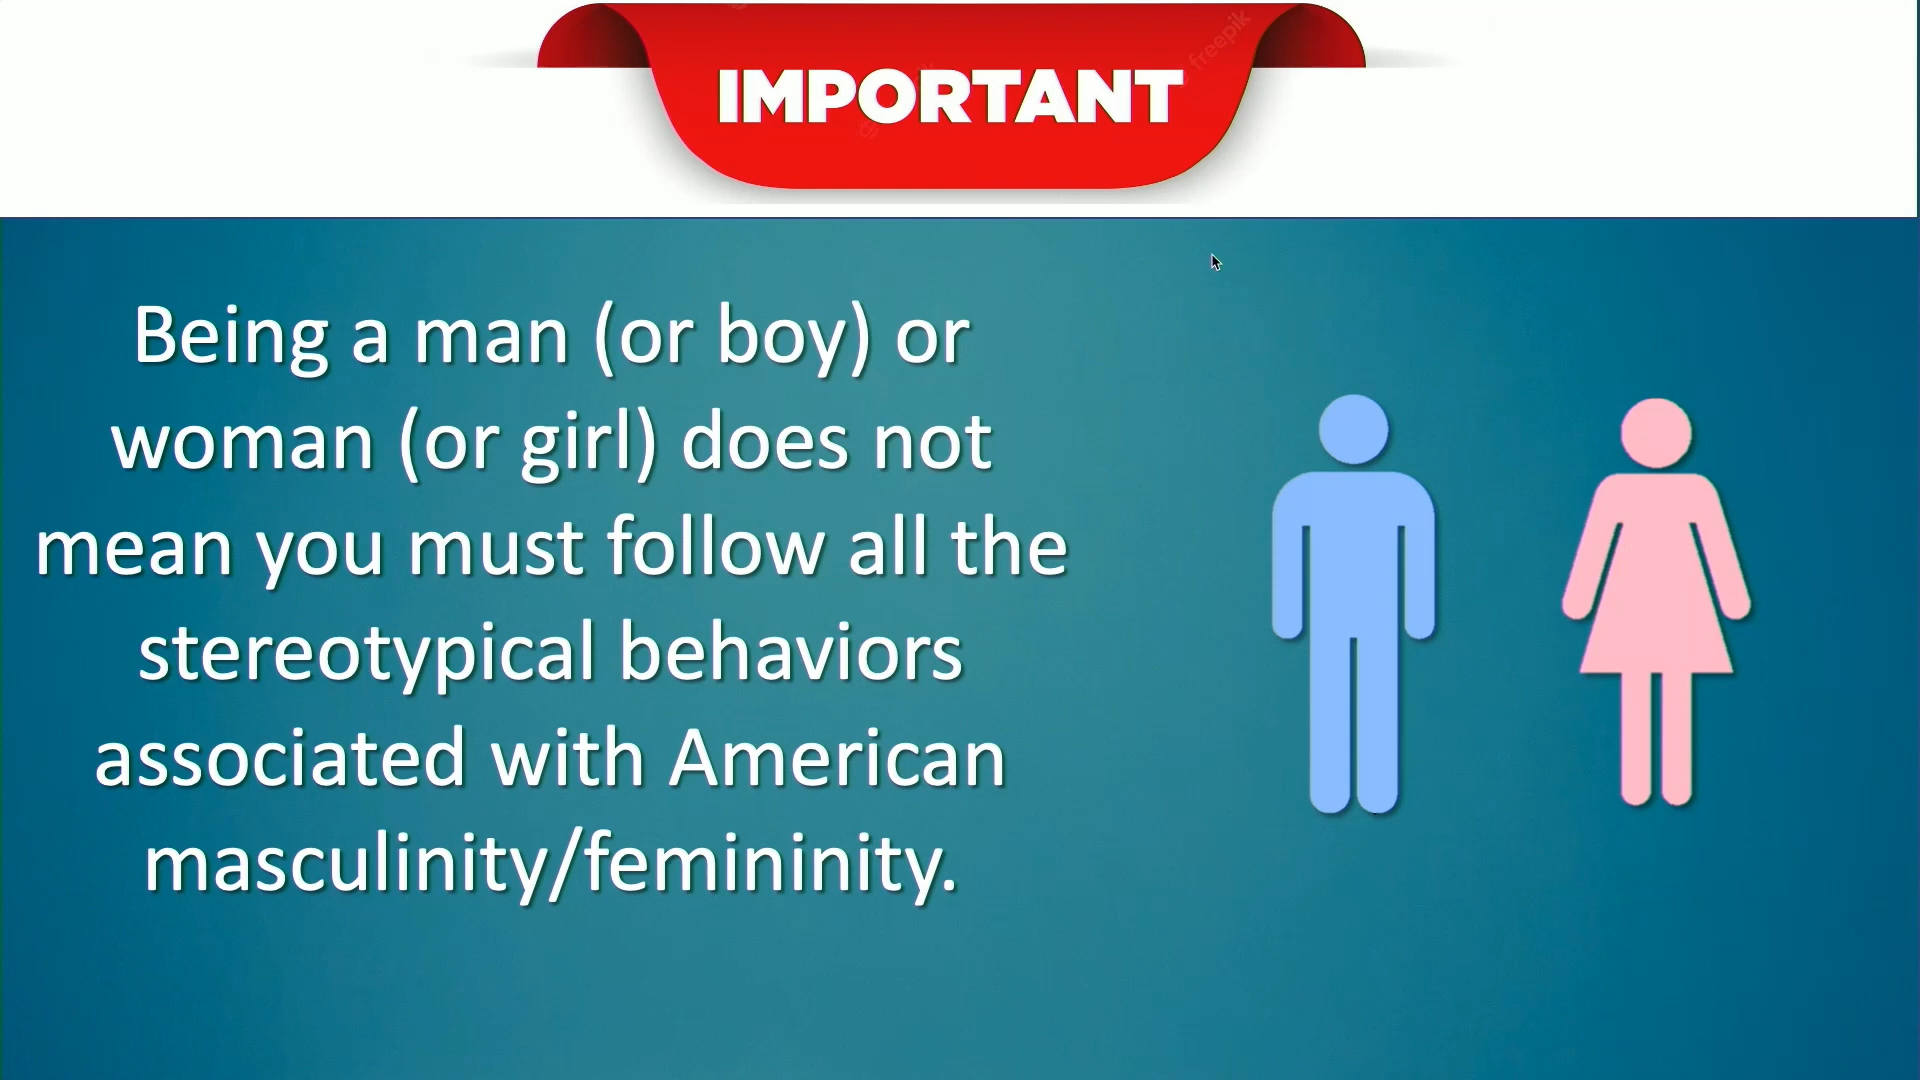 IMPORTANT
freepik
Being a man (or boy) or
woman (or girl) does not
mean you must follow all the
stereotypical behaviors
associated with American
masculinity/femininity.